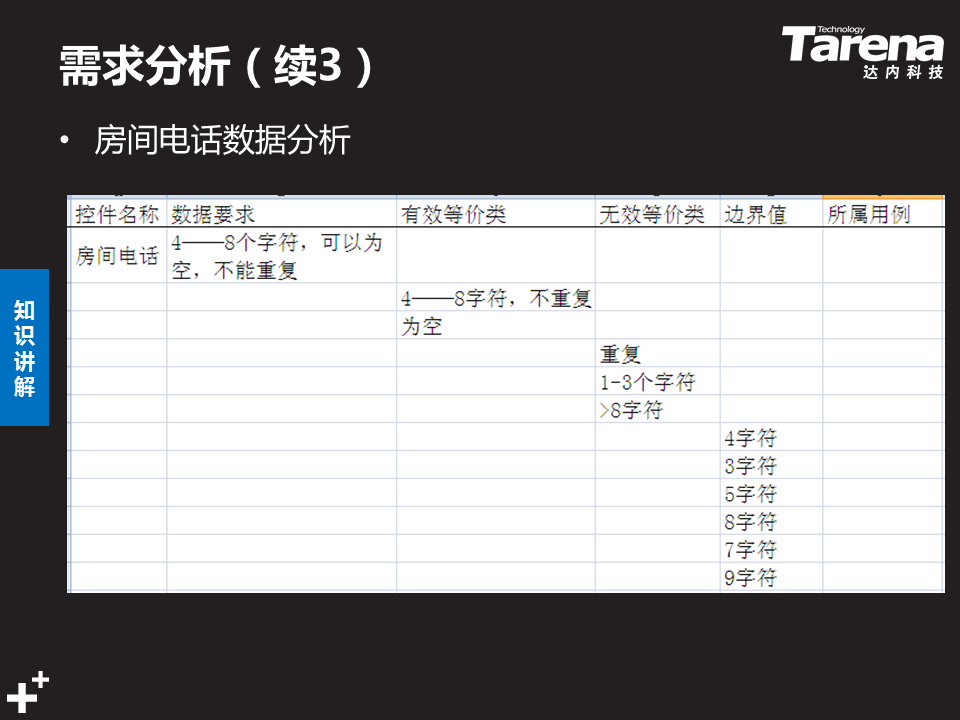 需求分析（续3）
Technology
Tarena
达内科技
• 房间电话数据分析
控件名称 数据要求 有效等价类 无效等价类 边界值 所属用例
房间电话 4——8个字符，可以为
空，不能重复
4——8字符，不重复
为空
重复
1-3个字符
>8字符
4字符
3字符
5字符
8字符
7字符
9字符
知
识
讲
解